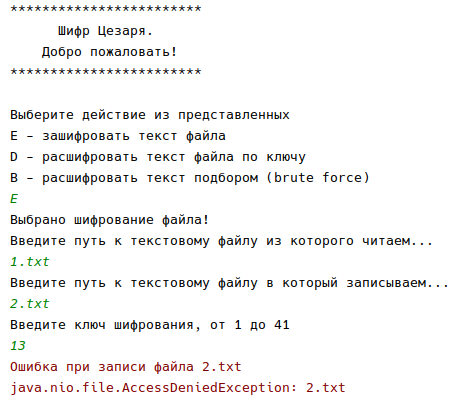 ************************
Шифр Цезаря.
Добро пожаловать!
************************
Выберите действие из представленных
E – зашифровать текст файла
D – расшифровать текст файла по ключу
B – расшифровать текст подбором (brute force)
E
Выбрано шифрование файла!
Введите путь к текстовому файлу из которого читаем...
1.txt
Введите путь к текстовому файлу в который записываем...
2.txt
Введите ключ шифрования, от 1 до 41
13
Ошибка при записи файла 2.txt
java.nio.file.AccessDeniedException: 2.txt